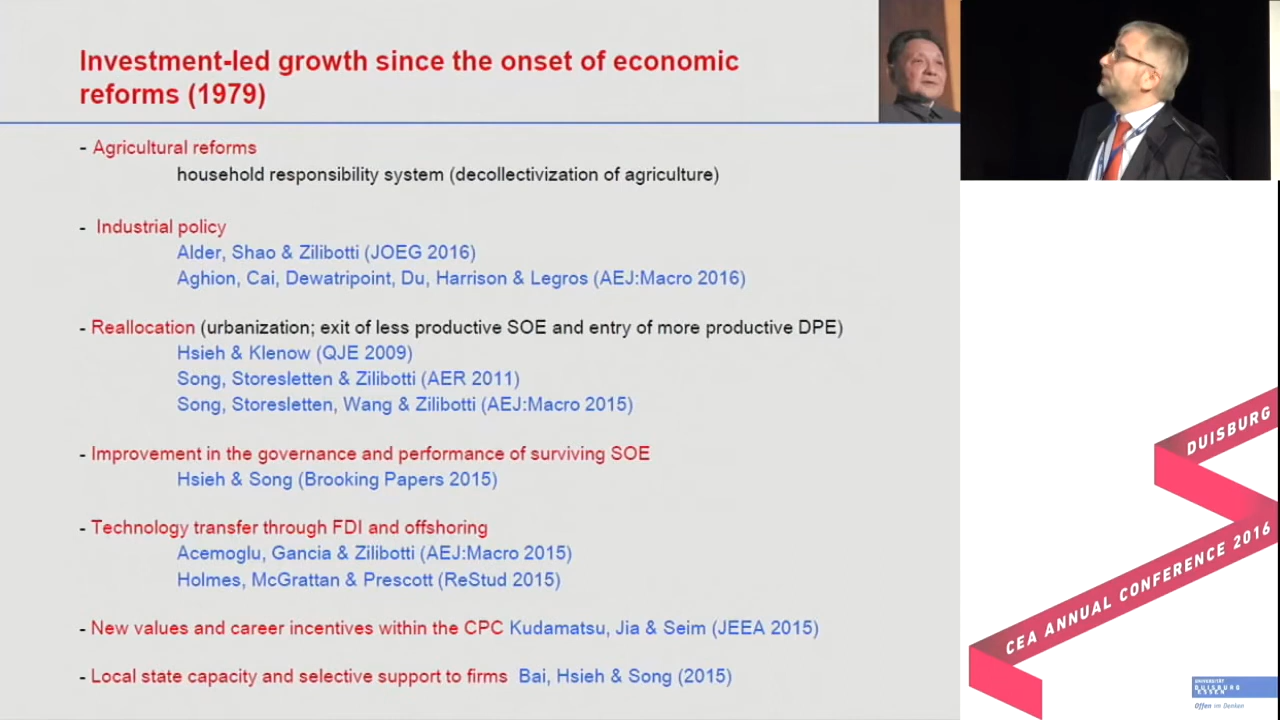 Investment-led growth since the onset of economic
reforms (1979)
- Agricultural reforms
household responsibility system (decollectivization of agriculture)
- Industrial policy
Alder, Shao & Zilibotti (JOEG 2016)
Aghion, Cai, Dewatripoint, Du, Harrison & Legros (AEJ:Macro 2016)
- Reallocation (urbanization; exit of less productive SOE and entry of more productive DPE)
Hsieh & Klenow (QJE 2009)
Song, Storesletten & Zilibotti (AER 2011)
Song, Storesletten, Wang & Zilibotti (AEJ:Macro 2015)
- Improvement in the governance and performance of surviving SOE
Hsieh & Song (Brooking Papers 2015)
- Technology transfer through FDI and offshoring
Acemoglu, Gancia & Zilibotti (AEJ:Macro 2015)
Holmes, McGrattan & Prescott (ReStud 2015)
- New values and career incentives within the CPC Kudamatsu, Jia & Seim (JEEA 2015)
- Local state capacity and selective support to firms Bai, Hsieh & Song (2015)
DUISBURG
CEA ANNUAL CONFERENCE 2016
UNIVERSITÄT
DUISBURG
ESSEN
Offen im Denken